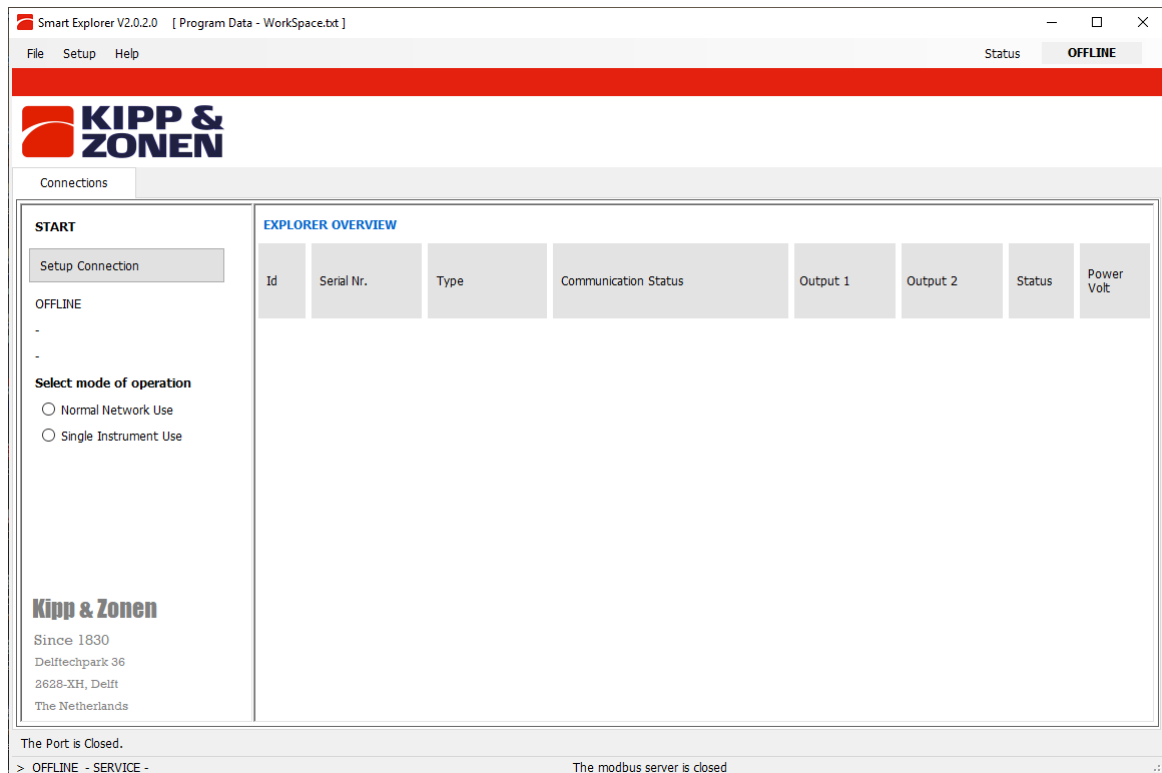 Smart Explorer V2.0.2.0 [ Program Data - WorkSpace.txt ]
File Setup Help Status OFFLINE
KIPP &
ZONEN
Connections
START
Setup Connection
OFFLINE
-
-
Select mode of operation
Normal Network Use
Single Instrument Use
Kipp & Zonen
Since 1830
Delftechpark 36
2628-XH, Delft
The Netherlands
EXPLORER OVERVIEW
Id Serial Nr. Type Communication Status Output 1 Output 2 Status Power Volt
The Port is Closed.
> OFFLINE - SERVICE - The modbus server is closed